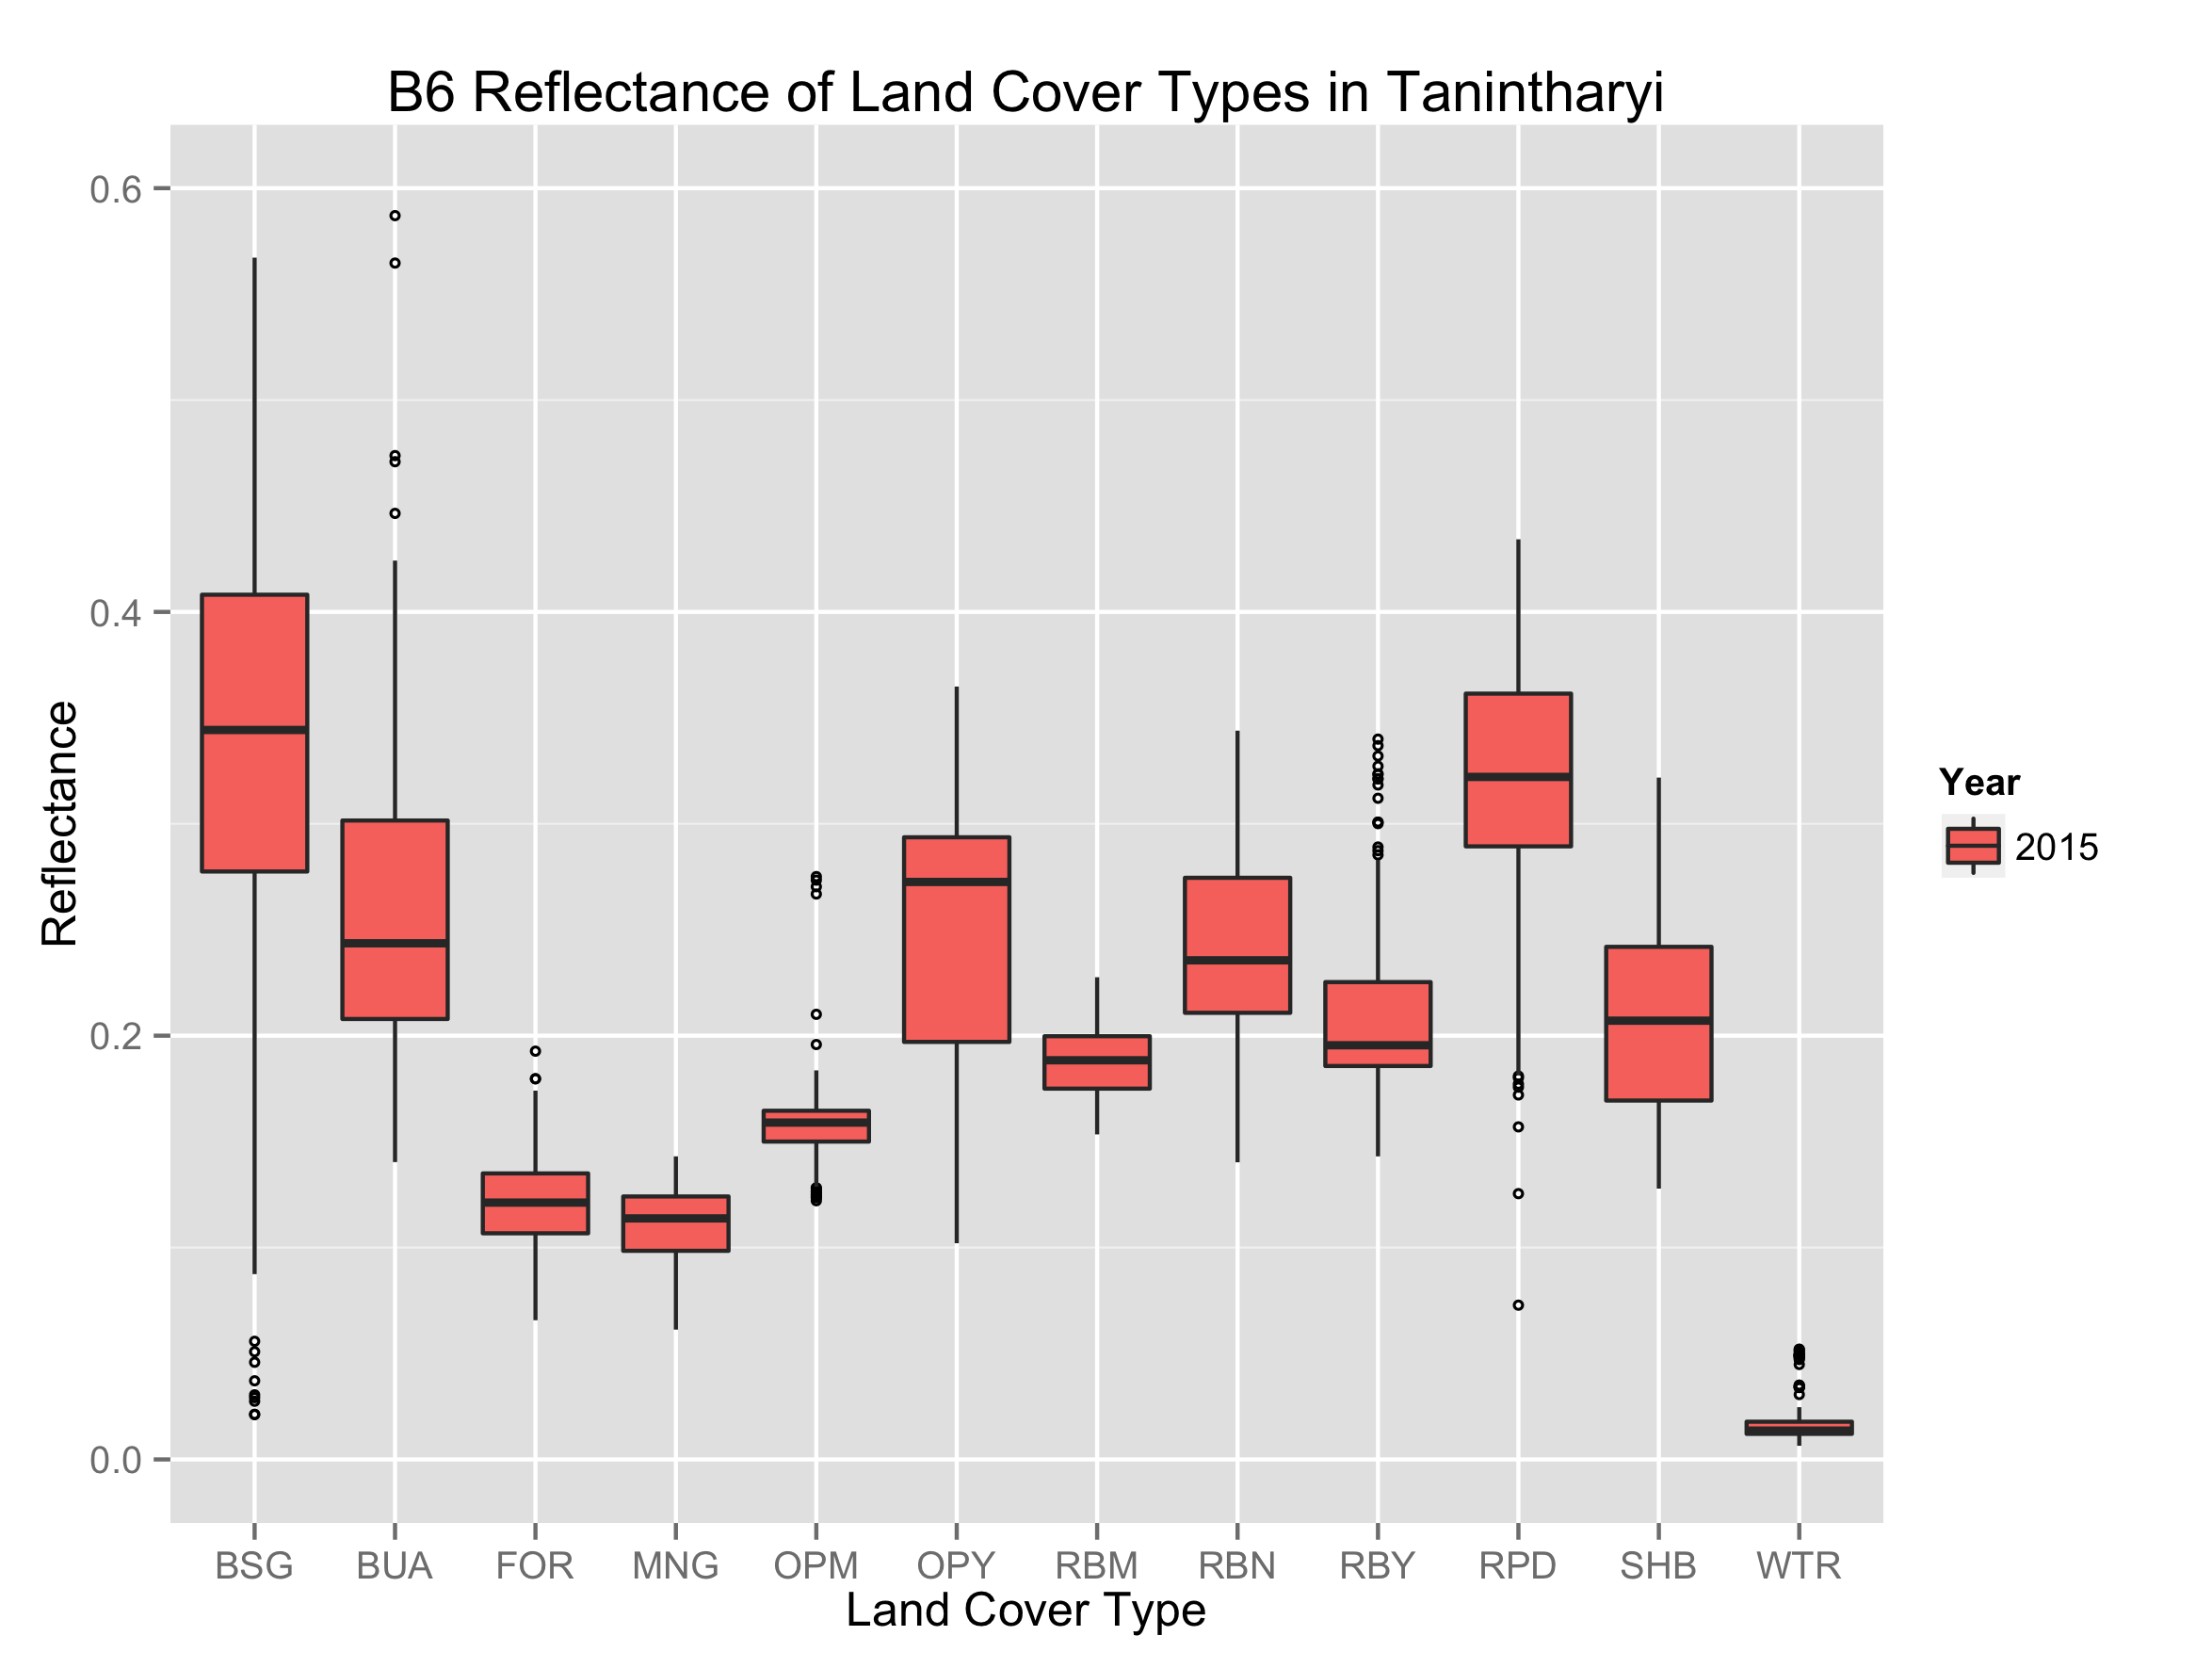 B6 Reflectance of Land Cover Types in Taninthary​i
0.6
0.4
0.2
0.0
Reflectance
BSG BUA FOR MNG OPM OPY RBM RBN RBY RPD SHB WTR
Land Cover Type
Year
2015